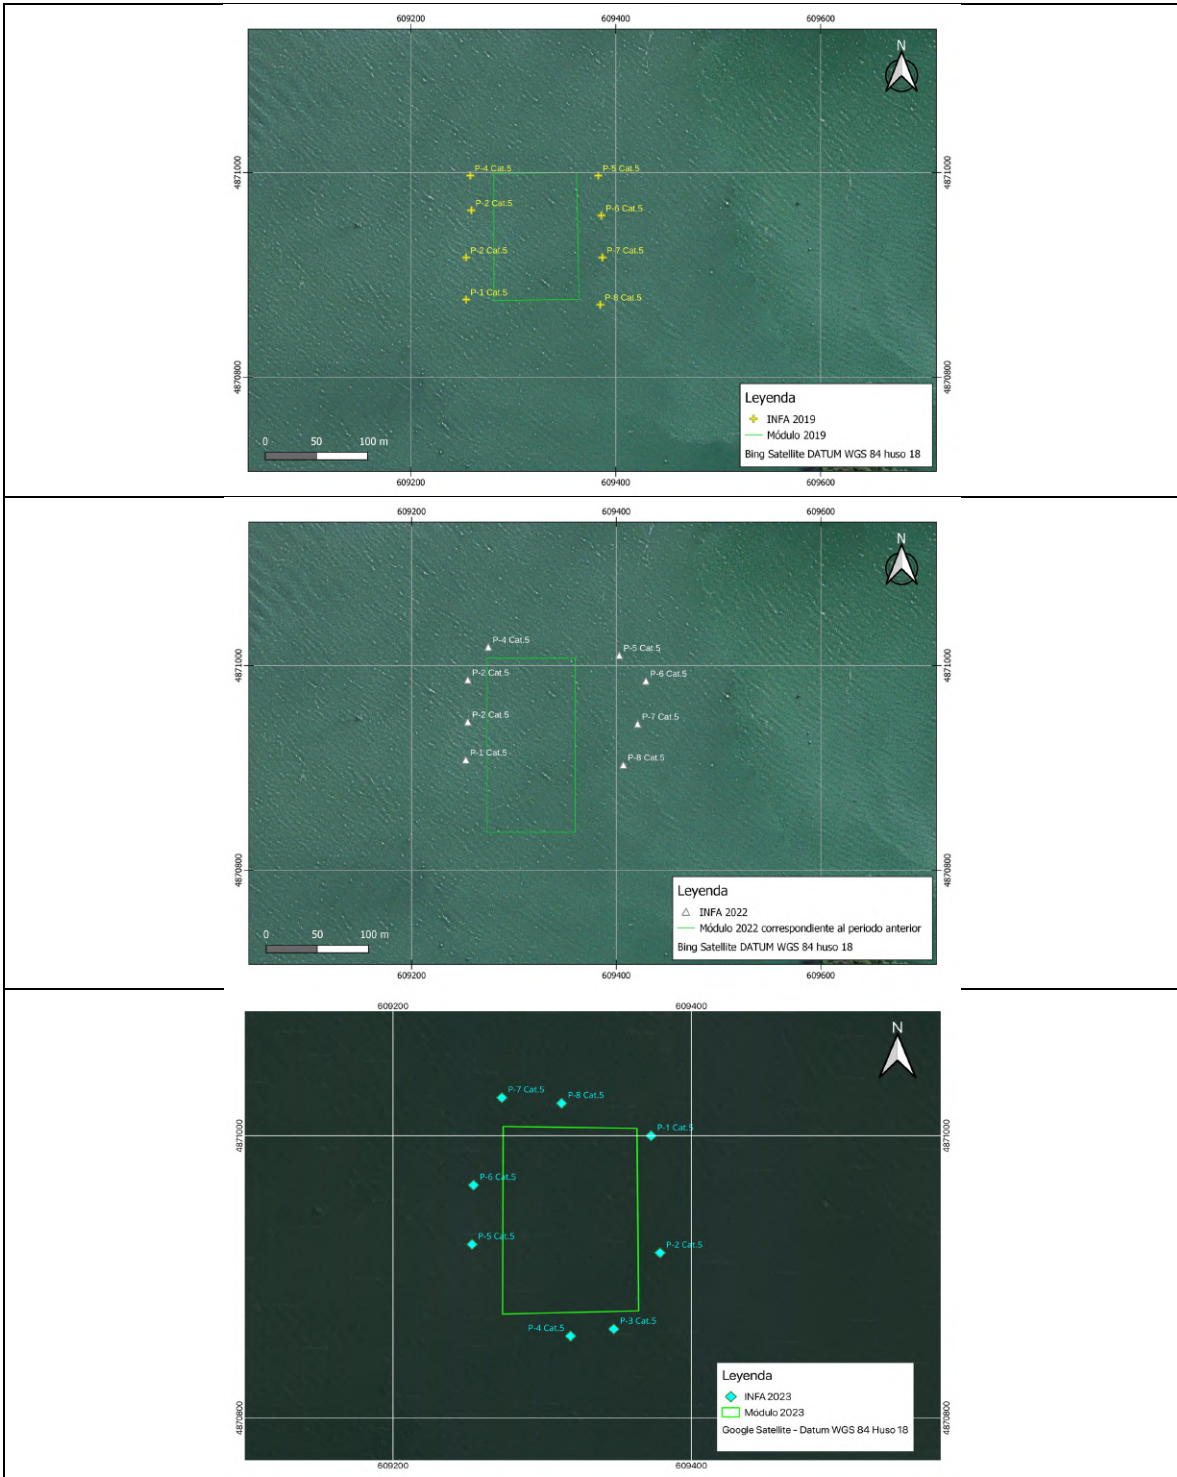 609200 609400 609600
N
4871000
4871000
P-4 Cat.5 P-5 Cat.5
P-2 Cat.5 P-6 Cat.5
P-2 Cat.5 P-7 Cat.5
P-1 Cat.5 P-8 Cat.5
4870800
4870800
Leyenda
INFA 2019
Módulo 2019
Bing Satellite DATUM WGS 84 huso 18
0 50 100 m
609200 609400 609600
609200 609400 609600
N
4871000
4871000
P-4 Cat.5 P-5 Cat.5
P-2 Cat.5 P-6 Cat.5
P-2 Cat.5 P-7 Cat.5
P-1 Cat.5 P-8 Cat.5
4870800
4870800
Leyenda
INFA 2022
Módulo 2022 correspondiente al periodo anterior
Bing Satellite DATUM WGS 84 huso 18
0 50 100 m
609200 609400 609600
609200 609400
N
P-7 Cat.5 P-8 Cat.5
P-1 Cat.5
4871000
4871000
P-6 Cat.5
P-5 Cat.5 P-2 Cat.5
P-4 Cat.5 P-3 Cat.5
4870800
4870800
Leyenda
INFA 2023
Módulo 2023
Google Satellite - Datum WGS 84 Huso 18
609200 609400